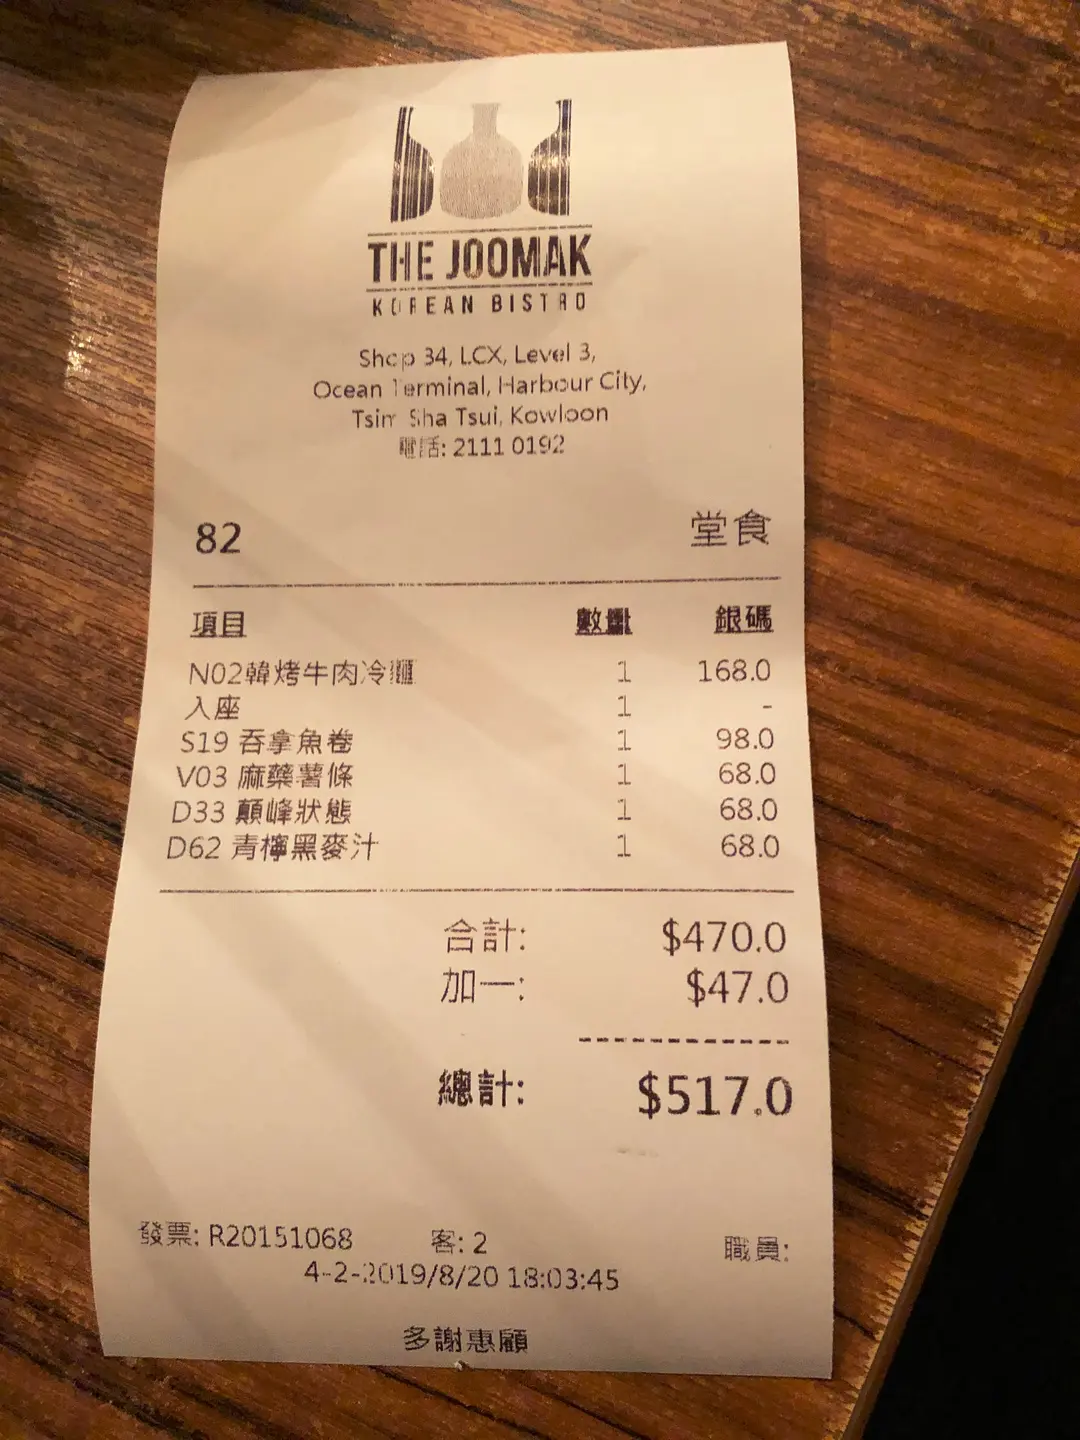 THE JOOMAK
KOREAN BISTRO
Shop 34, LCX, Level 3,
Ocean Terminal, Harbour City,
Tsim Sha Tsui, Kowloon
電話: 2111 0192
82 堂食
項目 數量 銀碼
N02韓烤牛肉冷麵 1 168.0
入座 1 -
S19 吞拿魚卷 1 98.0
V03 麻藥薯條 1 68.0
D33 顛峰狀態 1 68.0
D62 青檸黑麥汁 1 68.0
合計: $470.0
加一: $47.0
總計: $517.0
發票: R20151068 客: 2 職員:
4-2-2019/8/20 18:03:45
多謝惠顧